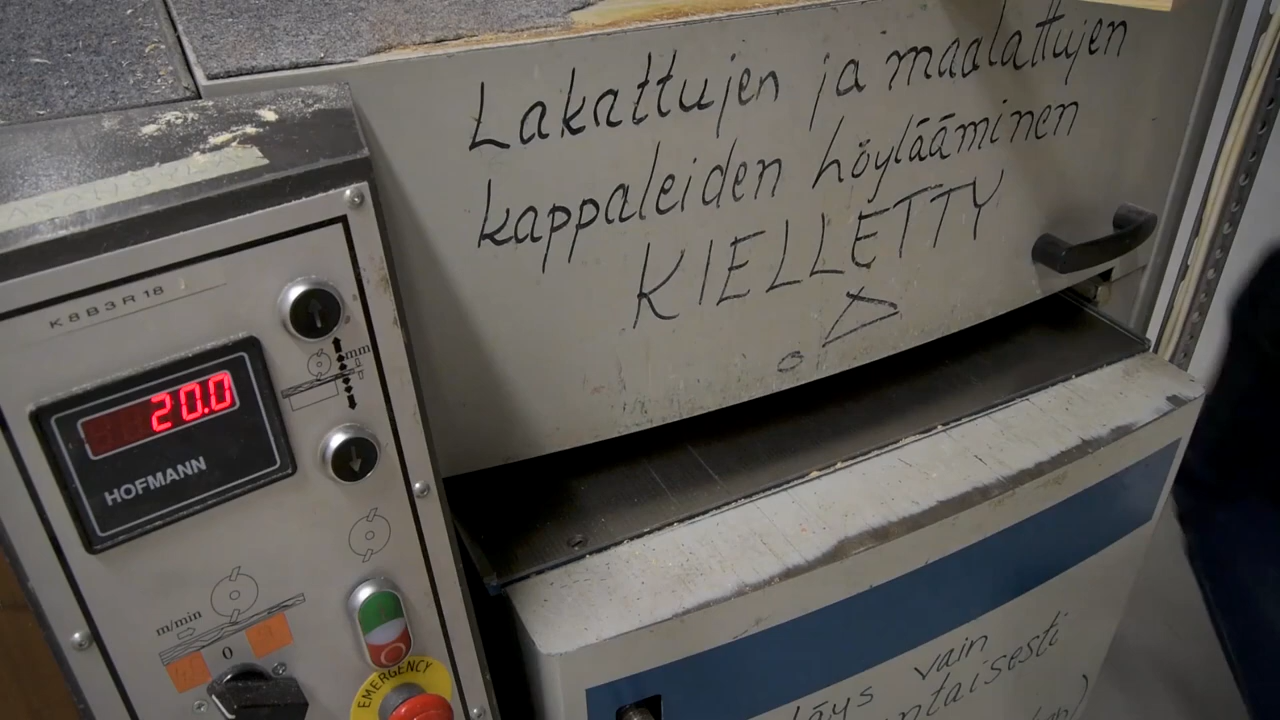 Lakattujen ja maalattujen
kappaleiden höylääminen
KIELLETTY
K8B3R18
20.0
HOFMANN
mm
m/min
0
EMERGENCY
vain